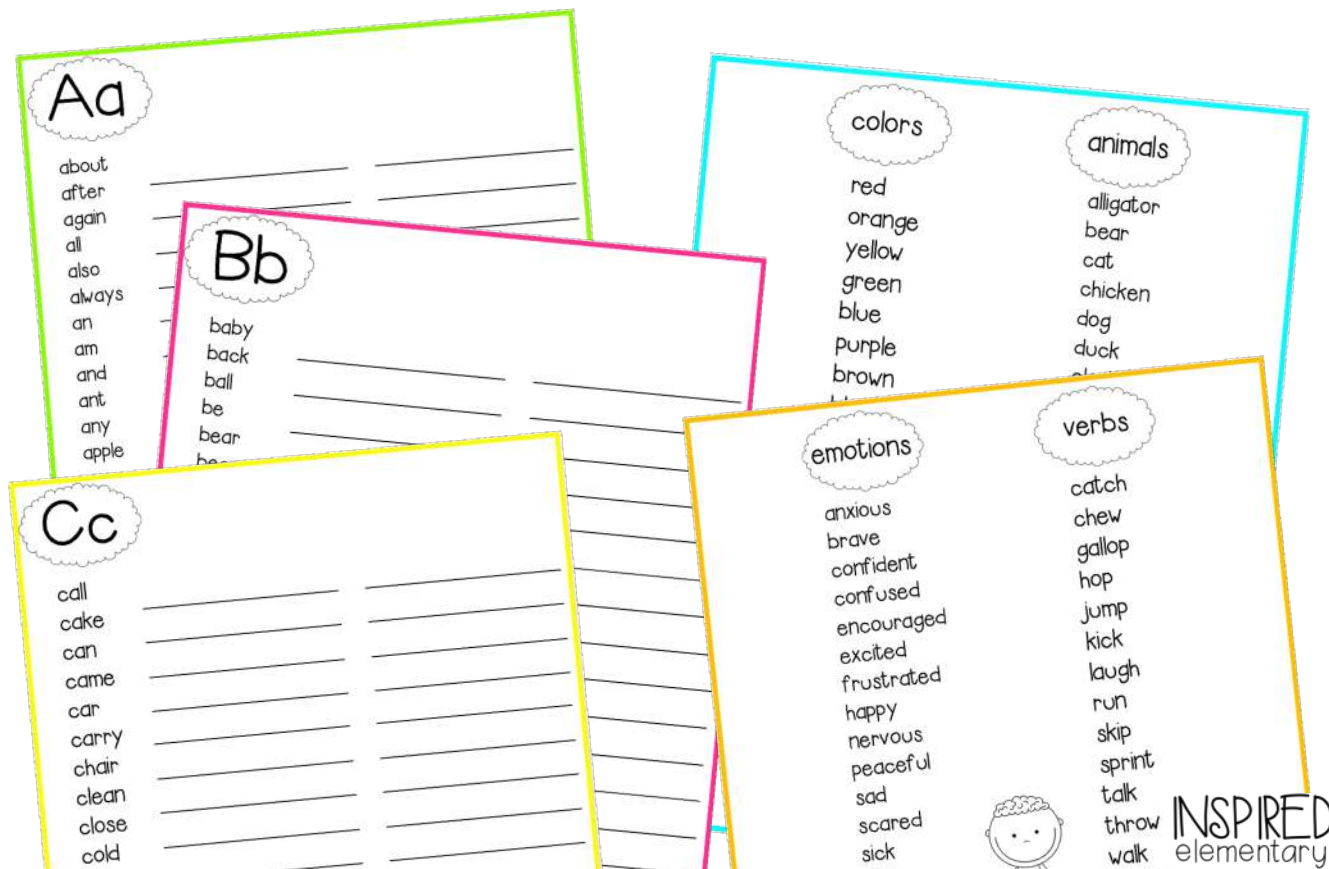 Aa
about
after
again
all
also
always
an
am
and
ant
any
apple
Bb
baby
back
ball
be
bear
Cc
call
cake
can
came
car
carry
chair
clean
close
cold
colors
red
orange
yellow
green
blue
purple
brown
animals
alligator
bear
cat
chicken
dog
duck
emotions
anxious
brave
confident
confused
encouraged
excited
frustrated
happy
nervous
peaceful
sad
scared
sick
verbs
catch
chew
gallop
hop
jump
kick
laugh
run
skip
sprint
talk
throw
walk
INSPIRED
elementary